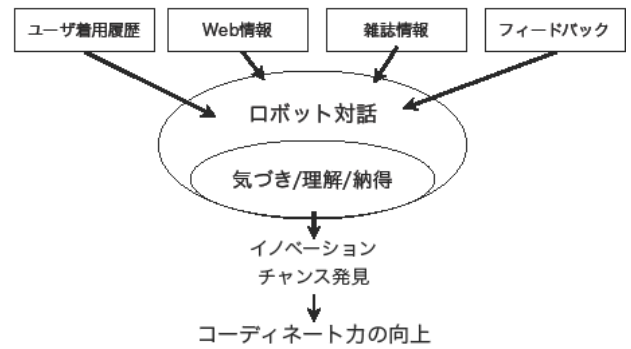 ユーザ着用履歴
Web情報
雑誌情報
フィードバック
ロボット対話
気づき/理解/納得
イノベーション
チャンス発見
コーディネート力の向上